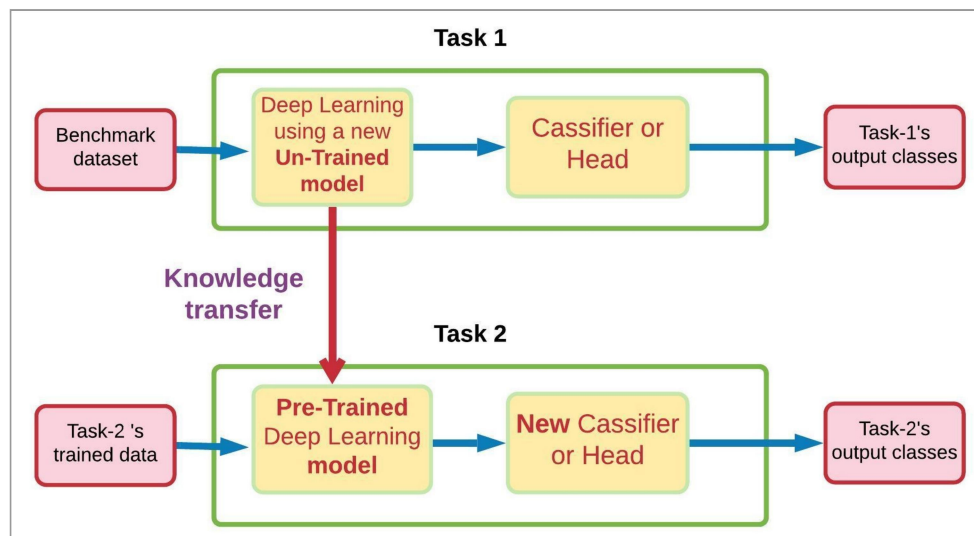 Task 1
Benchmark
dataset
Deep Learning
using a new
Un-Trained
model
Cassifier or
Head
Task-1's
output classes
Knowledge
transfer
Task 2
Task-2 's
trained data
Pre-Trained
Deep Learning
model
New Cassifier
or Head
Task-2's
output classes